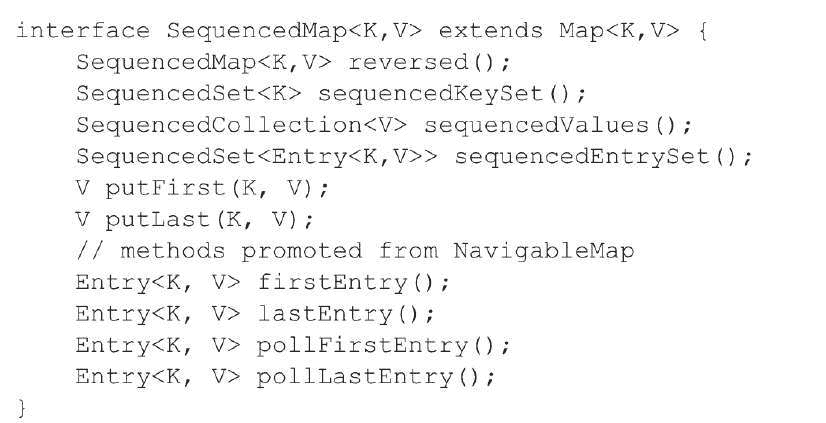 interface SequencedMap<K,V> extends Map<K,V> {
    SequencedMap<K,V> reversed();
    SequencedSet<K> sequencedKeySet();
    SequencedCollection<V> sequencedValues();
    SequencedSet<Entry<K,V>> sequencedEntrySet();
    V putFirst(K, V);
    V putLast(K, V);
    // methods promoted from NavigableMap
    Entry<K, V> firstEntry();
    Entry<K, V> lastEntry();
    Entry<K, V> pollFirstEntry();
    Entry<K, V> pollLastEntry();
}